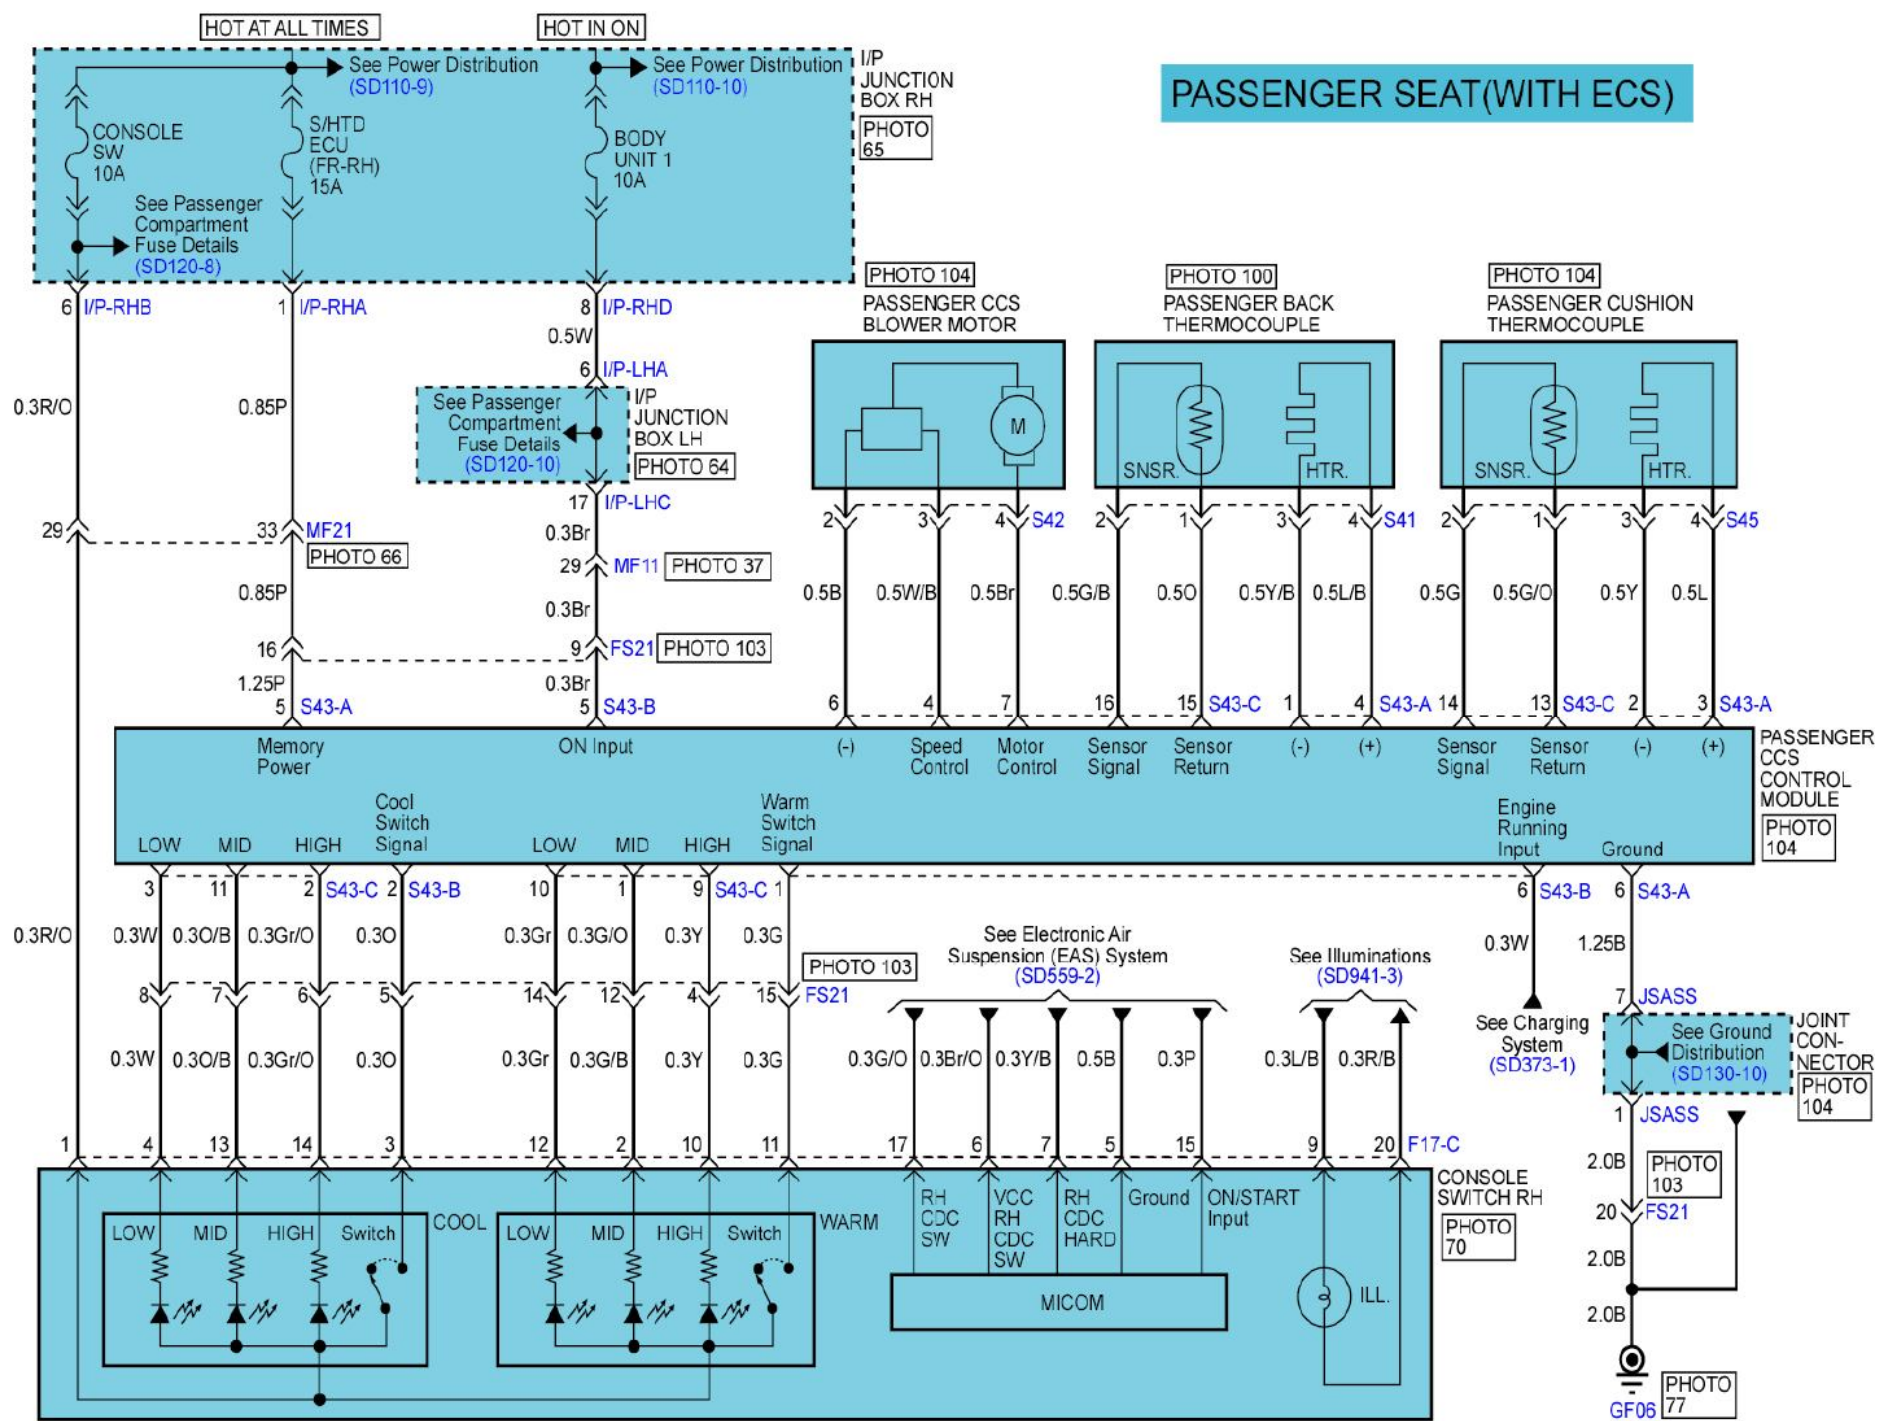 HOT AT ALL TIMES
HOT IN ON
PASSENGER SEAT(WITH ECS)
See Power Distribution
(SD110-9)
See Power Distribution
(SD110-10)
I/P
JUNCTION
BOX RH
PHOTO
65
CONSOLE
SW
10A
S/HTD
ECU
(FR-RH)
15A
BODY
UNIT 1
10A
See Passenger
Compartment
Fuse Details
(SD120-8)
6 I/P-RHB
1 I/P-RHA
8 I/P-RHD
0.5W
6 I/P-LHA
0.3R/O
0.85P
See Passenger
Compartment
Fuse Details
(SD120-10)
I/P
JUNCTION
BOX LH
PHOTO 64
17 I/P-LHC
0.3Br
29
33 MF21
PHOTO 66
29 MF11 PHOTO 37
0.85P
0.3Br
16
9 FS21 PHOTO 103
1.25P
0.3Br
5 S43-A
5 S43-B
PHOTO 104
PASSENGER CCS
BLOWER MOTOR
M
2 3 4 S42
0.5B 0.5W/B 0.5Br
6 4 7
PHOTO 100
PASSENGER BACK
THERMOCOUPLE
SNSR. HTR.
2 1 3 4 S41
0.5G/B 0.5O 0.5Y/B 0.5L/B
16 15 S43-C 1 4 S43-A
PHOTO 104
PASSENGER CUSHION
THERMOCOUPLE
SNSR. HTR.
2 1 3 4 S45
0.5G 0.5G/O 0.5Y 0.5L
14 13 S43-C 2 3 S43-A
Memory
Power
ON Input
(-)
Speed
Control
Motor
Control
Sensor
Signal
Sensor
Return
(-)
(+)
Sensor
Signal
Sensor
Return
(-)
(+)
PASSENGER
CCS
CONTROL
MODULE
PHOTO
104
LOW
MID
HIGH
Cool
Switch
Signal
LOW
MID
HIGH
Warm
Switch
Signal
Engine
Running
Input
Ground
3 11 2 S43-C 2 S43-B 10 1 9 S43-C 1 6 S43-B 6 S43-A
0.3R/O 0.3W 0.3O/B 0.3Gr/O 0.3O 0.3Gr 0.3G/O 0.3Y 0.3G
0.3W 1.25B
PHOTO 103
8 7 6 5 14 12 4 15 FS21
See Electronic Air
Suspension (EAS) System
(SD559-2)
See Illuminations
(SD941-3)
See Charging
System
(SD373-1)
7 JSASS
See Ground
Distribution
(SD130-10)
JOINT
CON-
NECTOR
PHOTO
104
1 JSASS
0.3W 0.3O/B 0.3Gr/O 0.3O 0.3Gr 0.3G/B 0.3Y 0.3G 0.3G/O 0.3Br/O 0.3Y/B 0.5B 0.3P 0.3L/B 0.3R/B
1 4 13 14 3 12 2 10 11 17 6 7 5 15 9 20 F17-C
2.0B
PHOTO
103
20 FS21
2.0B
2.0B
GF06
PHOTO
77
CONSOLE
SWITCH RH
PHOTO
70
LOW MID HIGH Switch
COOL
LOW MID HIGH Switch
WARM
RH
CDC
SW
VCC
RH
CDC
SW
RH
CDC
HARD
Ground
ON/START
Input
MICOM
ILL.